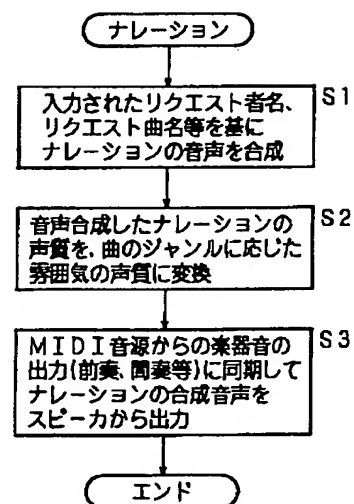 ナレーション
入力されたリクエスト者名、
リクエスト曲名等を基に
ナレーションの音声を合成
S1
音声合成したナレーションの
声質を、曲のジャンルに応じた
雰囲気の声質に変換
S2
MIDI音源からの楽器音の
出力(前奏、間奏等)に同期して
ナレーションの合成音声を
スピーカから出力
S3
エンド